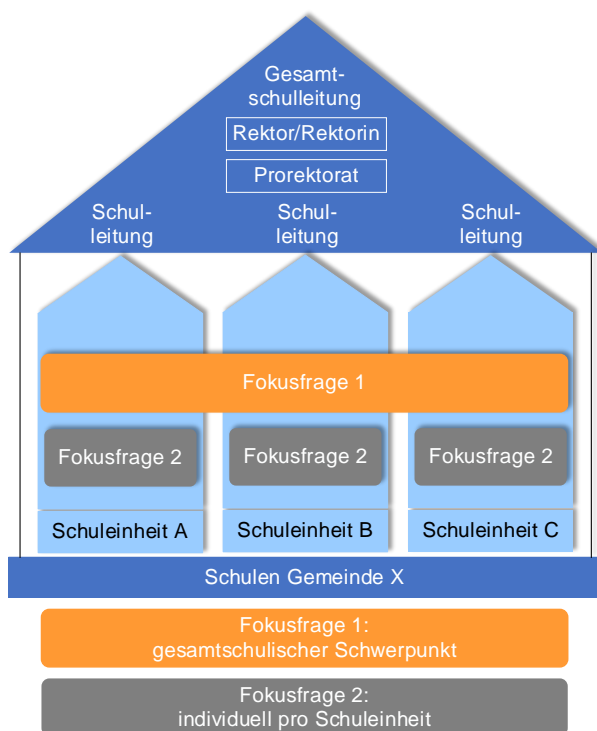 Gesamt-
schulleitung
Rektor/Rektorin
Prorektorat
Schul-
leitung
Schul-
leitung
Schul-
leitung
Fokusfrage 1
Fokusfrage 2
Fokusfrage 2
Fokusfrage 2
Schuleinheit A
Schuleinheit B
Schuleinheit C
Schulen Gemeinde X
Fokusfrage 1:
gesamtschulischer Schwerpunkt
Fokusfrage 2:
individuell pro Schuleinheit